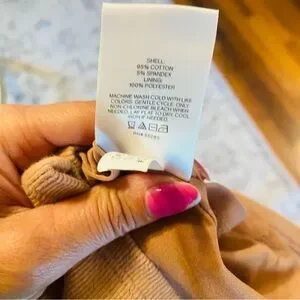 SHELL:
95% COTTON
5% SPANDEX
LINING:
100% POLYESTER
MACHINE WASH COLD WITH LIKE
COLORS, GENTLE CYCLE. ONLY
NON-CHLORINE BLEACH WHEN
NEEDED. LAY FLAT TO DRY. COOL
IRON IF NEEDED